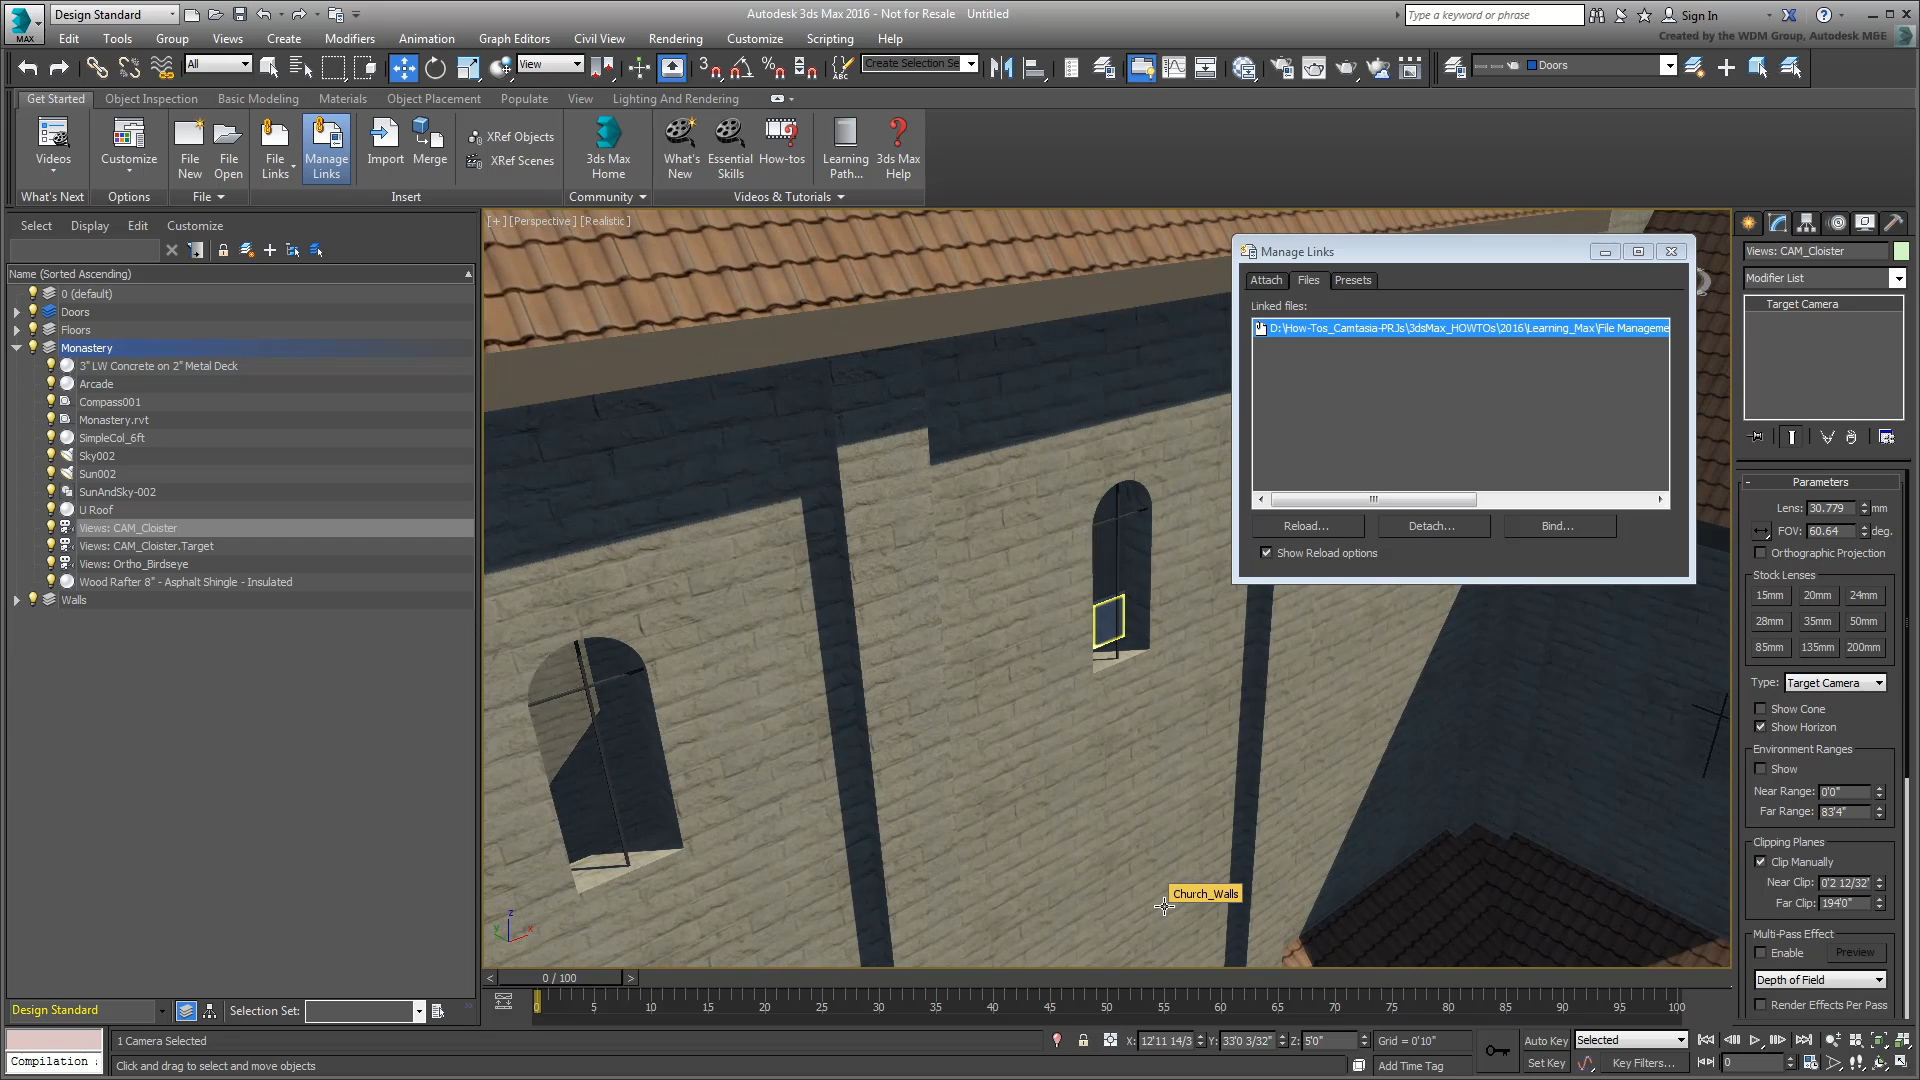 Design Standard
Autodesk 3ds Max 2016 - Not for Resale Untitled
Type a keyword or phrase
Sign In
MAX
Edit Tools Group Views Create Modifiers Animation Graph Editors Civil View Rendering Customize Scripting Help
Created by the WDM Group, Autodesk M&E
All
View
Create Selection Se
Doors
Get Started Object Inspection Basic Modeling Materials Object Placement Populate View Lighting And Rendering
Videos
Customize
File New
File Open
File Links
Manage Links
Import
Merge
XRef Objects
XRef Scenes
3ds Max Home
What's New
Essential Skills
How-tos
Learning Path...
3ds Max Help
What's Next Options File Insert Community Videos & Tutorials
Select Display Edit Customize
Name (Sorted Ascending)
0 (default)
Doors
Floors
Monastery
3" LW Concrete on 2" Metal Deck
Arcade
Compass001
Monastery.rvt
SimpleCol_6ft
Sky002
Sun002
SunAndSky-002
U Roof
Views: CAM_Cloister
Views: CAM_Cloister.Target
Views: Ortho_Birdseye
Wood Rafter 8" - Asphalt Shingle - Insulated
Walls
[+] [Perspective ] [Realistic ]
Manage Links
Attach Files Presets
Linked files:
D:\How-Tos_Camtasia-PRJs\3dsMax_HOWTOs\2016\Learning_Max\File Manageme
Reload... Detach... Bind...
Show Reload options
Church_Walls
z
y
x
Views: CAM_Cloister
Modifier List
Target Camera
- Parameters
Lens: 30.779 mm
FOV: 60.64 deg.
Orthographic Projection
Stock Lenses
15mm 20mm 24mm
28mm 35mm 50mm
85mm 135mm 200mm
Type: Target Camera
Show Cone
Show Horizon
Environment Ranges
Show
Near Range: 0'0"
Far Range: 83'4"
Clipping Planes
Clip Manually
Near Clip: 0'2 12/32"
Far Clip: 194'0"
Multi-Pass Effect
Enable Preview
Depth of Field
Render Effects Per Pass
< 0 / 100 >
0 5 10 15 20 25 30 35 40 45 50 55 60 65 70 75 80 85 90 95 100
Design Standard
Selection Set:
1 Camera Selected
X: 12'11 14/3 Y: 33'0 3/32" Z: 5'0" Grid = 0'10"
Auto Key Selected
Compilation :
Click and drag to select and move objects
Add Time Tag
Set Key Key Filters...
0